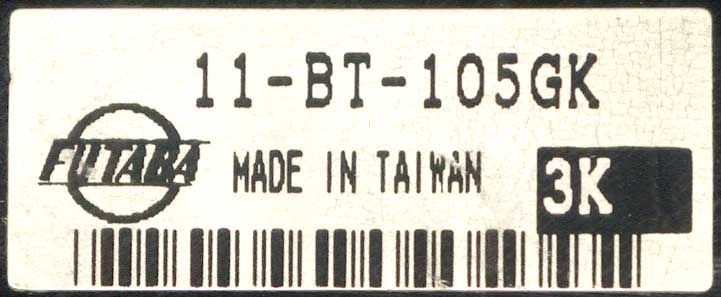 11-BT-105GK
FUTABA MADE IN TAIWAN 3K